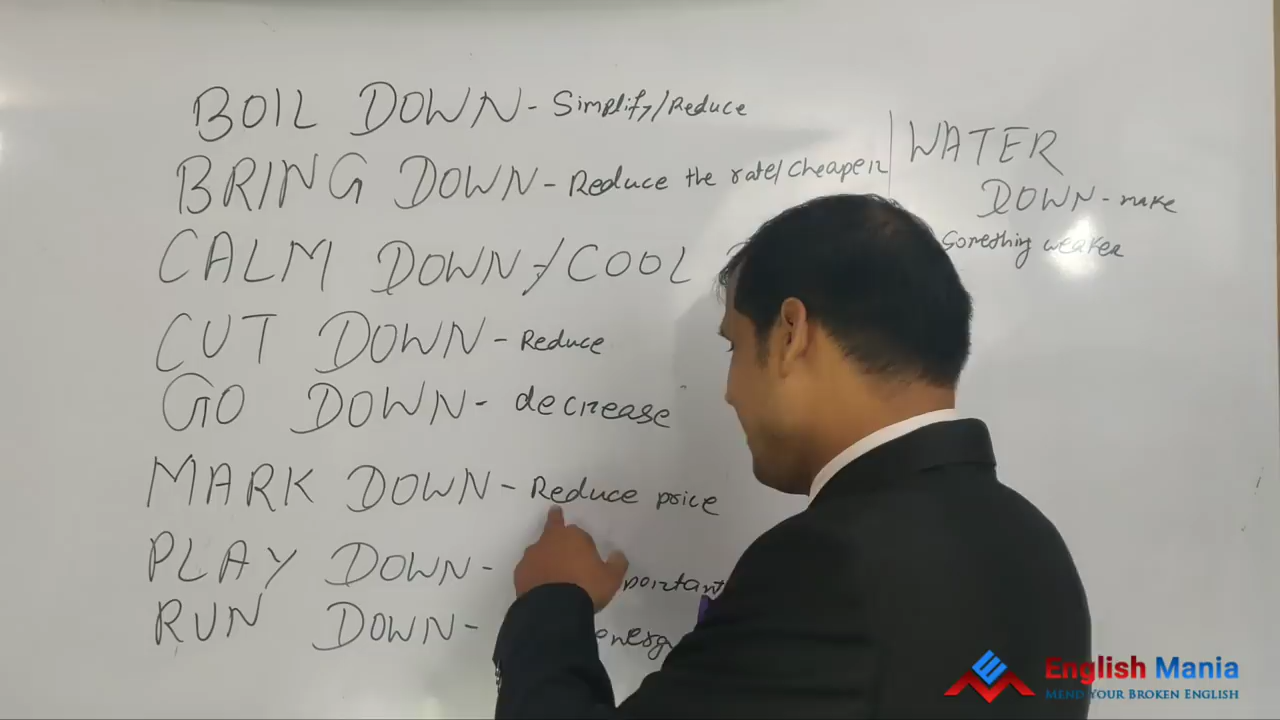 BOIL DOWN - Simplify/Reduce
BRING DOWN - Reduce the rate/cheaper
CALM DOWN/COOL
CUT DOWN - Reduce
GO DOWN - decrease
MARK DOWN - Reduce price
PLAY DOWN -
RUN DOWN -
WATER
DOWN - make
something weaker
English Mania
MEND YOUR BROKEN ENGLISH